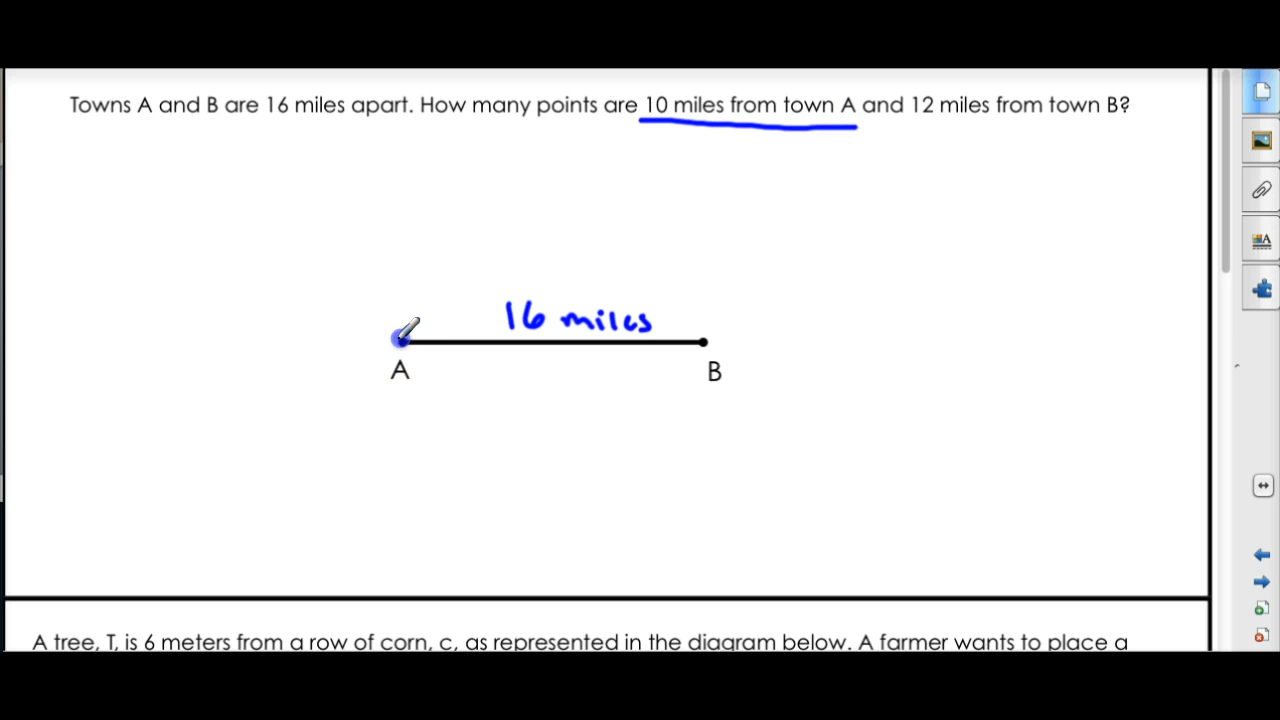 Towns A and B are 16 miles apart. How many points are 10 miles from town A and 12 miles from town B?
16 miles
A B
A tree, T, is 6 meters from a row of corn, c, as represented in the diagram below. A farmer wants to place a